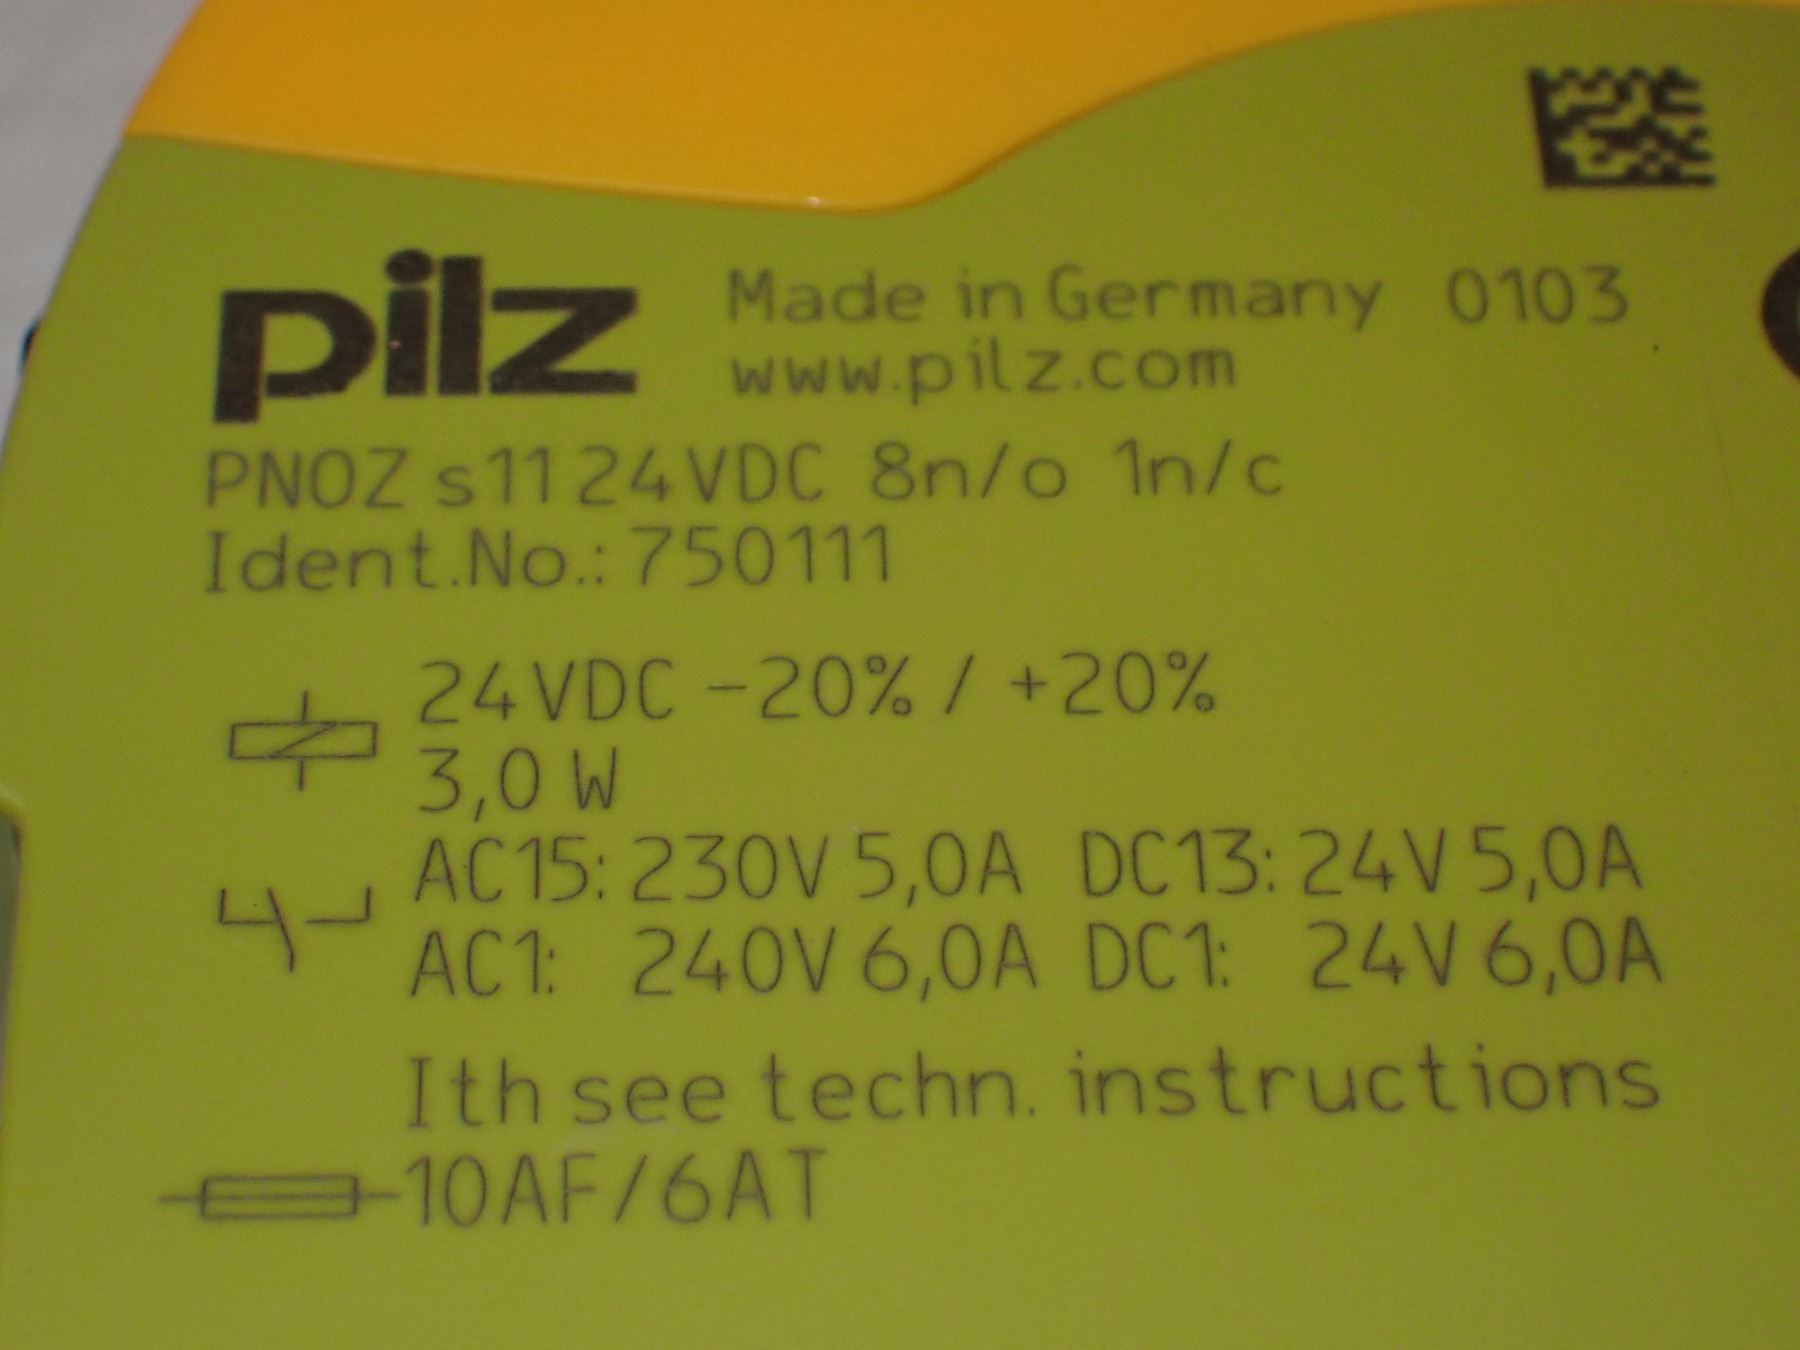 pilz Made in Germany 0103
www.pilz.com
PNOZ s11 24VDC 8n/o 1n/c
Ident.No.: 750111
24VDC -20% / +20%
3,0 W
AC15: 230V 5,0A DC13: 24V 5,0A
AC1: 240V 6,0A DC1: 24V 6,0A
Ith see techn. instructions
10AF/6AT